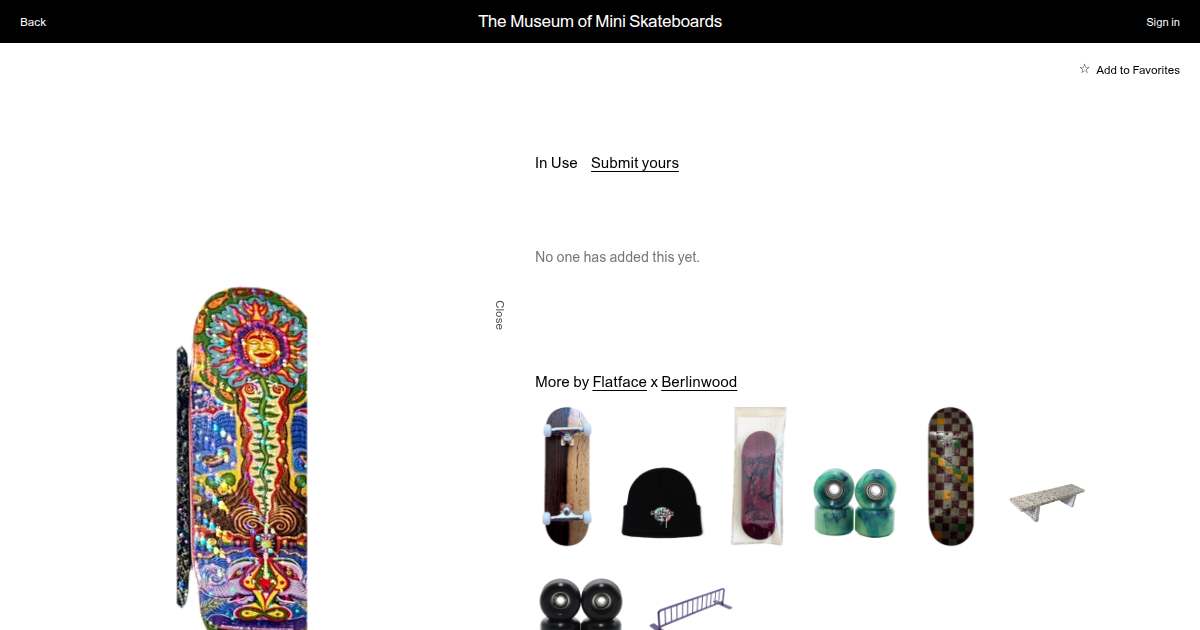 Back
The Museum of Mini Skateboards
Sign in
☆ Add to Favorites
In Use Submit yours
No one has added this yet.
Close
More by Flatface x Berlinwood